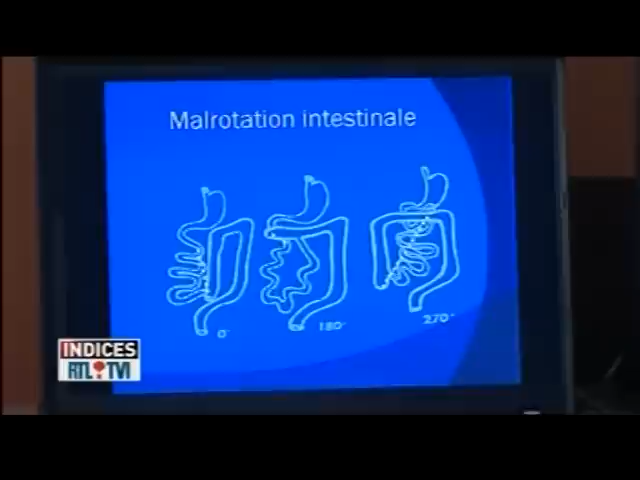 Malrotation intestinale
0°
180°
270°
INDICES
RTL TVI